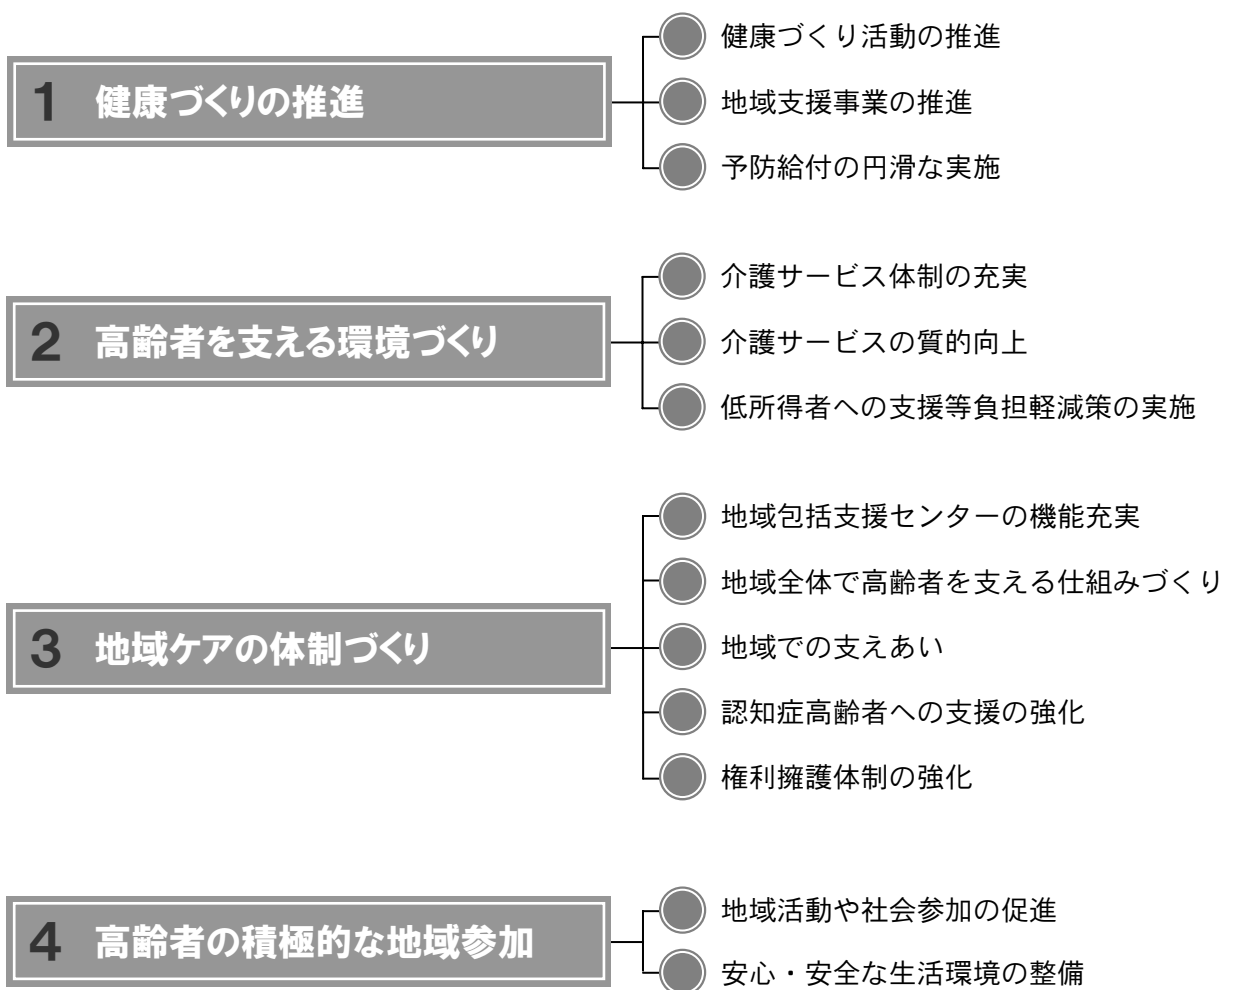 1 健康づくりの推進
健康づくり活動の推進
地域支援事業の推進
予防給付の円滑な実施
2 高齢者を支える環境づくり
介護サービス体制の充実
介護サービスの質的向上
低所得者への支援等負担軽減策の実施
3 地域ケアの体制づくり
地域包括支援センターの機能充実
地域全体で高齢者を支える仕組みづくり
地域での支えあい
認知症高齢者への支援の強化
権利擁護体制の強化
4 高齢者の積極的な地域参加
地域活動や社会参加の促進
安心・安全な生活環境の整備